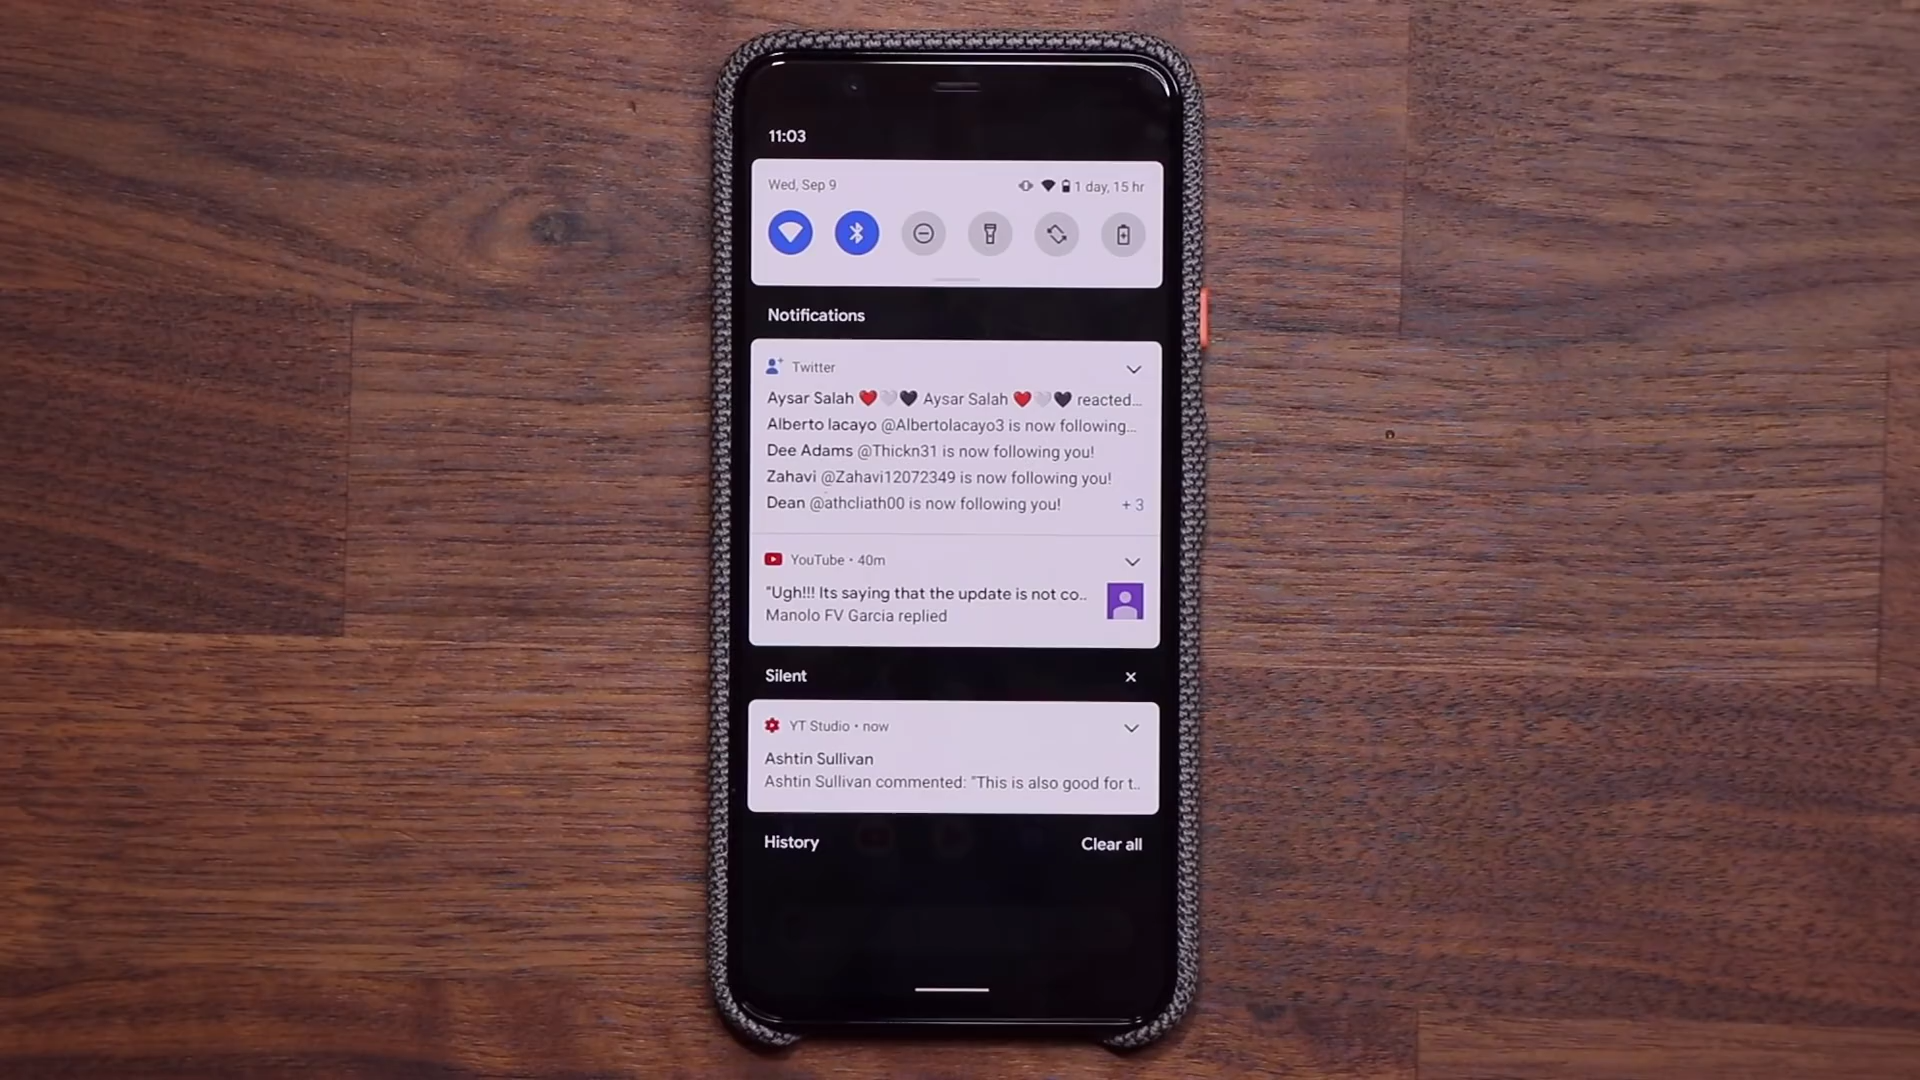 11:03
Wed, Sep 9
1 day, 15 hr
Notifications
Twitter
Aysar Salah ❤️🤍🖤 Aysar Salah ❤️🤍🖤 reacted...
Alberto lacayo @Albertolacayo3 is now following...
Dee Adams @Thickn31 is now following you!
Zahavi @Zahavi12072349 is now following you!
Dean @athcliath00 is now following you! + 3
YouTube • 40m
"Ugh!!! Its saying that the update is not co..
Manolo FV Garcia replied
Silent
YT Studio • now
Ashtin Sullivan
Ashtin Sullivan commented: "This is also good for t..
History
Clear all